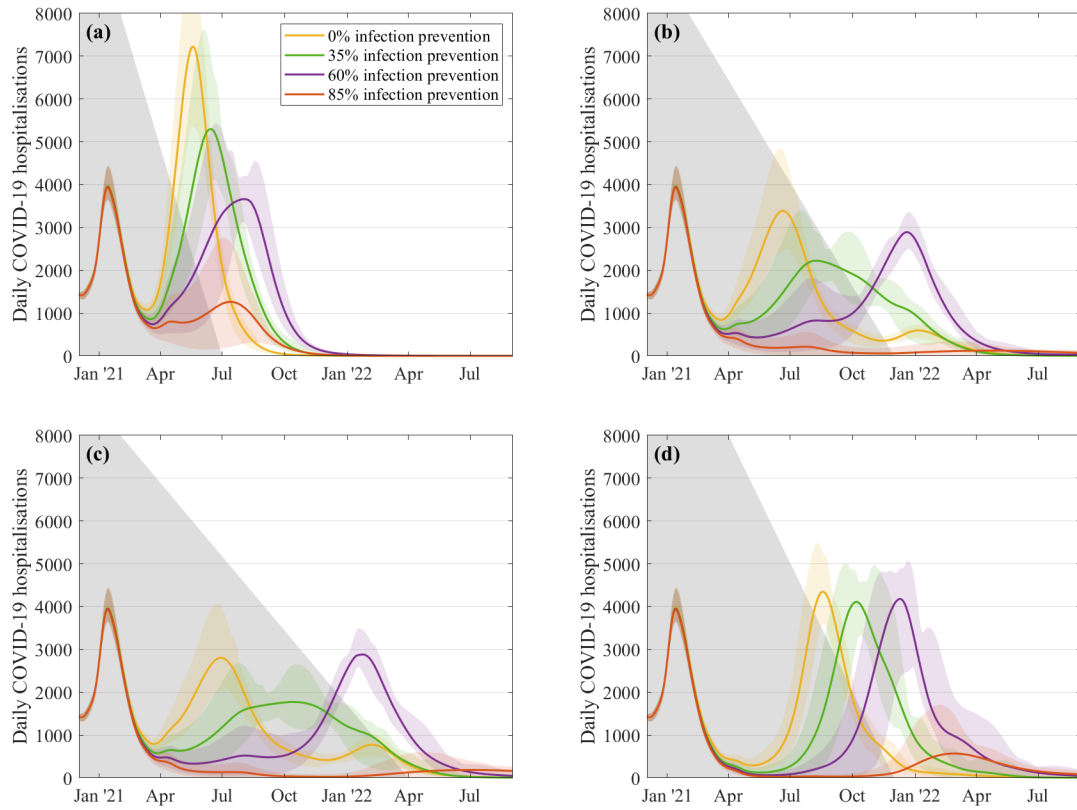 (a)
0% infection prevention
35% infection prevention
60% infection prevention
85% infection prevention
Daily COVID-19 hospitalisations
8000
7000
6000
5000
4000
3000
2000
1000
0
Jan '21 Apr Jul Oct Jan '22 Apr Jul
(b)
Daily COVID-19 hospitalisations
8000
7000
6000
5000
4000
3000
2000
1000
0
Jan '21 Apr Jul Oct Jan '22 Apr Jul
(c)
Daily COVID-19 hospitalisations
8000
7000
6000
5000
4000
3000
2000
1000
0
Jan '21 Apr Jul Oct Jan '22 Apr Jul
(d)
Daily COVID-19 hospitalisations
8000
7000
6000
5000
4000
3000
2000
1000
0
Jan '21 Apr Jul Oct Jan '22 Apr Jul